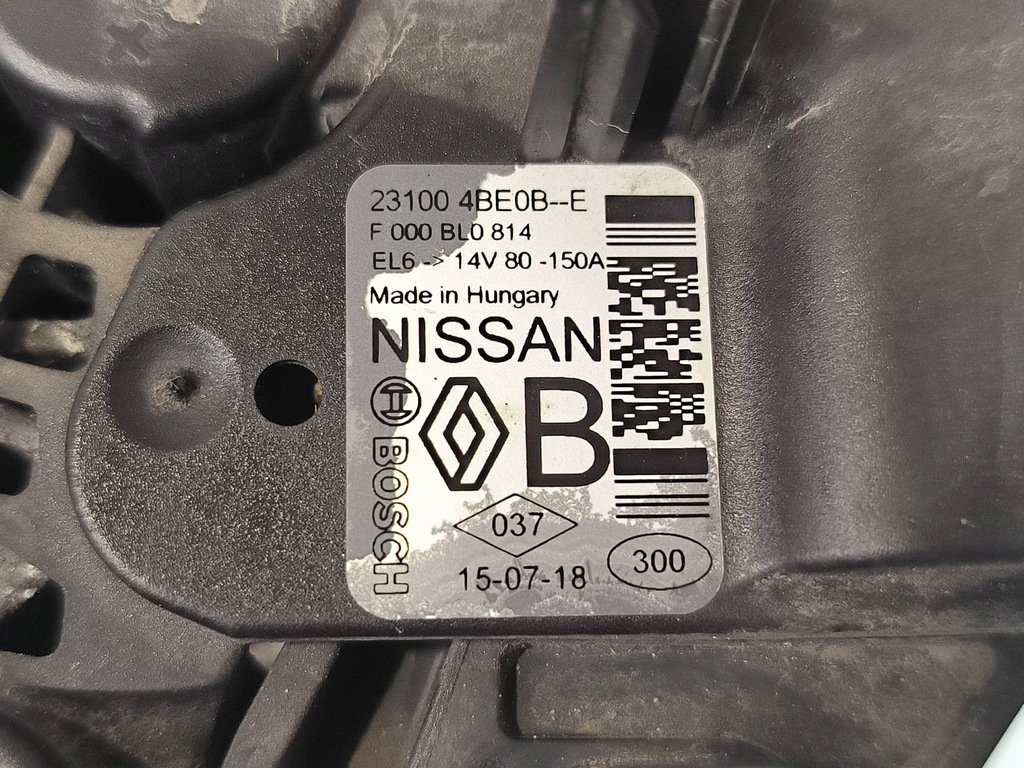 23100 4BE0B--E
F 000 BL0 814
EL6 -> 14V 80 -150A
Made in Hungary
NISSAN
BOSCH
B
037
15-07-18
300